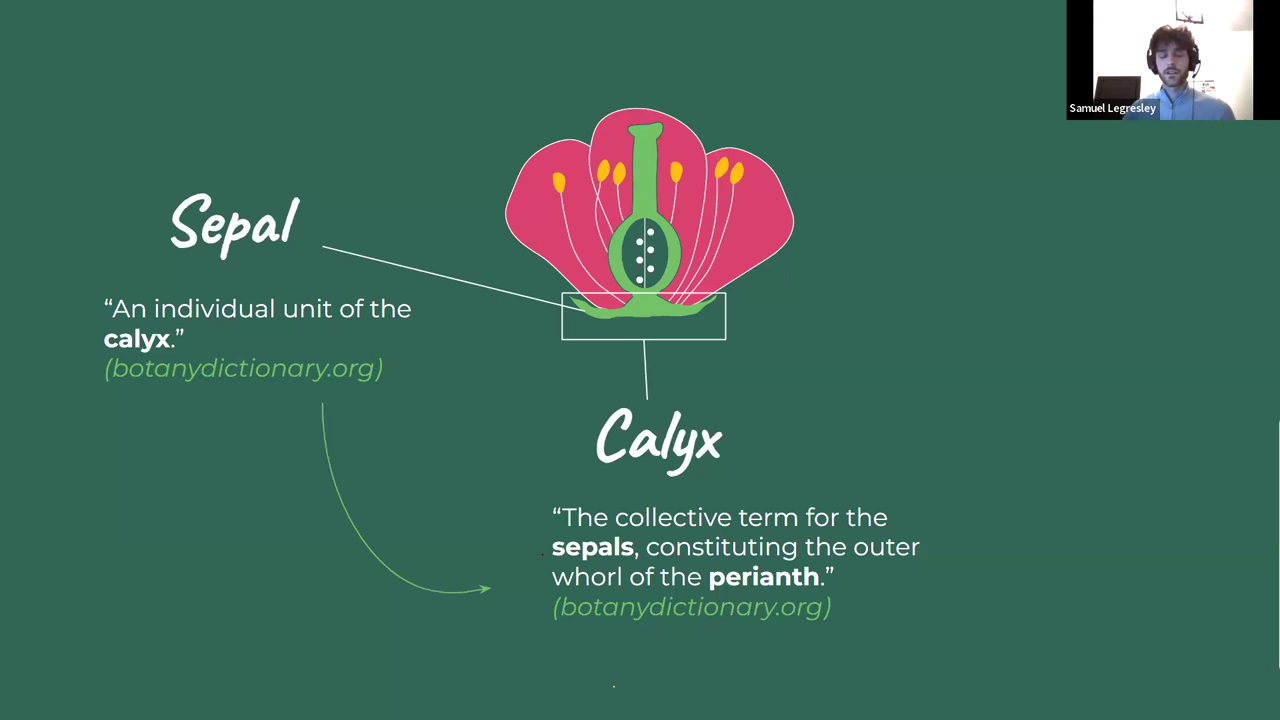 Samuel Legresley
Sepal
“An individual unit of the
calyx.”
(botanydictionary.org)
Calyx
“The collective term for the
sepals, constituting the outer
whorl of the perianth.”
(botanydictionary.org)